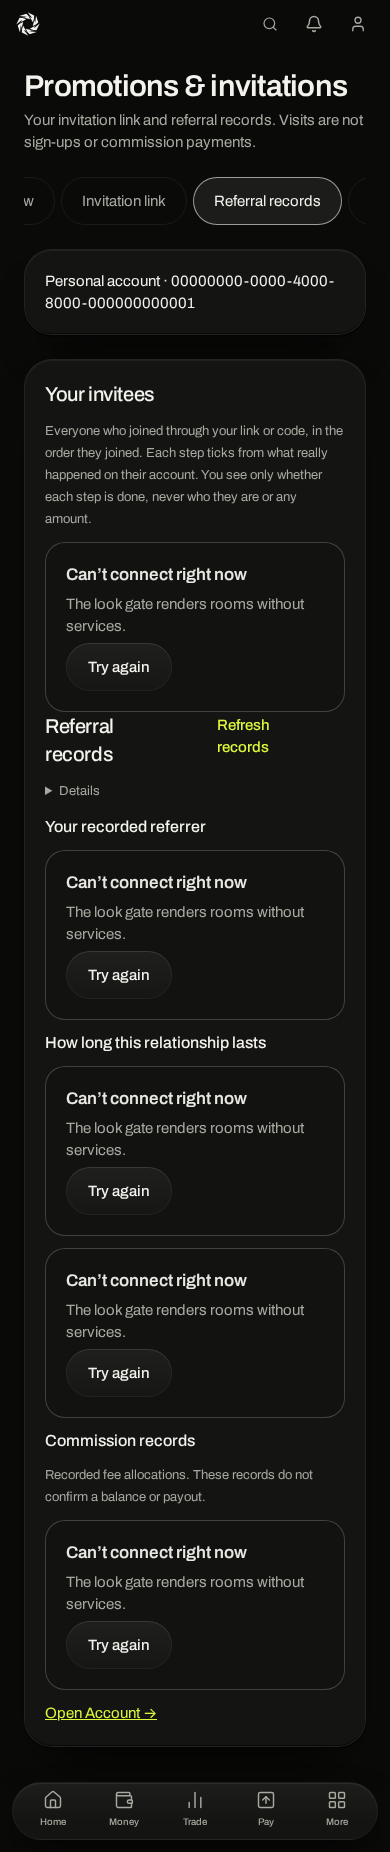 Promotions & invitations
Your invitation link and referral records. Visits are not
sign-ups or commission payments.
w
Invitation link
Referral records
Personal account · 00000000-0000-4000-
8000-000000000001
Your invitees
Everyone who joined through your link or code, in the
order they joined. Each step ticks from what really
happened on their account. You see only whether
each step is done, never who they are or any
amount.
Can’t connect right now
The look gate renders rooms without
services.
Try again
Referral
records
Refresh
records
Details
Your recorded referrer
Can’t connect right now
The look gate renders rooms without
services.
Try again
How long this relationship lasts
Can’t connect right now
The look gate renders rooms without
services.
Try again
Can’t connect right now
The look gate renders rooms without
services.
Try again
Commission records
Recorded fee allocations. These records do not
confirm a balance or payout.
Can’t connect right now
The look gate renders rooms without
services.
Try again
Open Account →
Home
Money
Trade
Pay
More